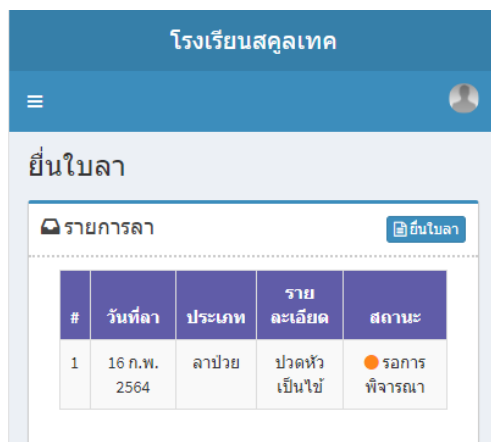 โรงเรียนสคูลเทค
ยื่นใบลา
รายการลา ยื่นใบลา
# วันที่ลา ประเภท ราย
ละเอียด สถานะ
1 16 ก.พ.
2564 ลาป่วย ปวดหัว
เป็นไข้ รอการ
พิจารณา